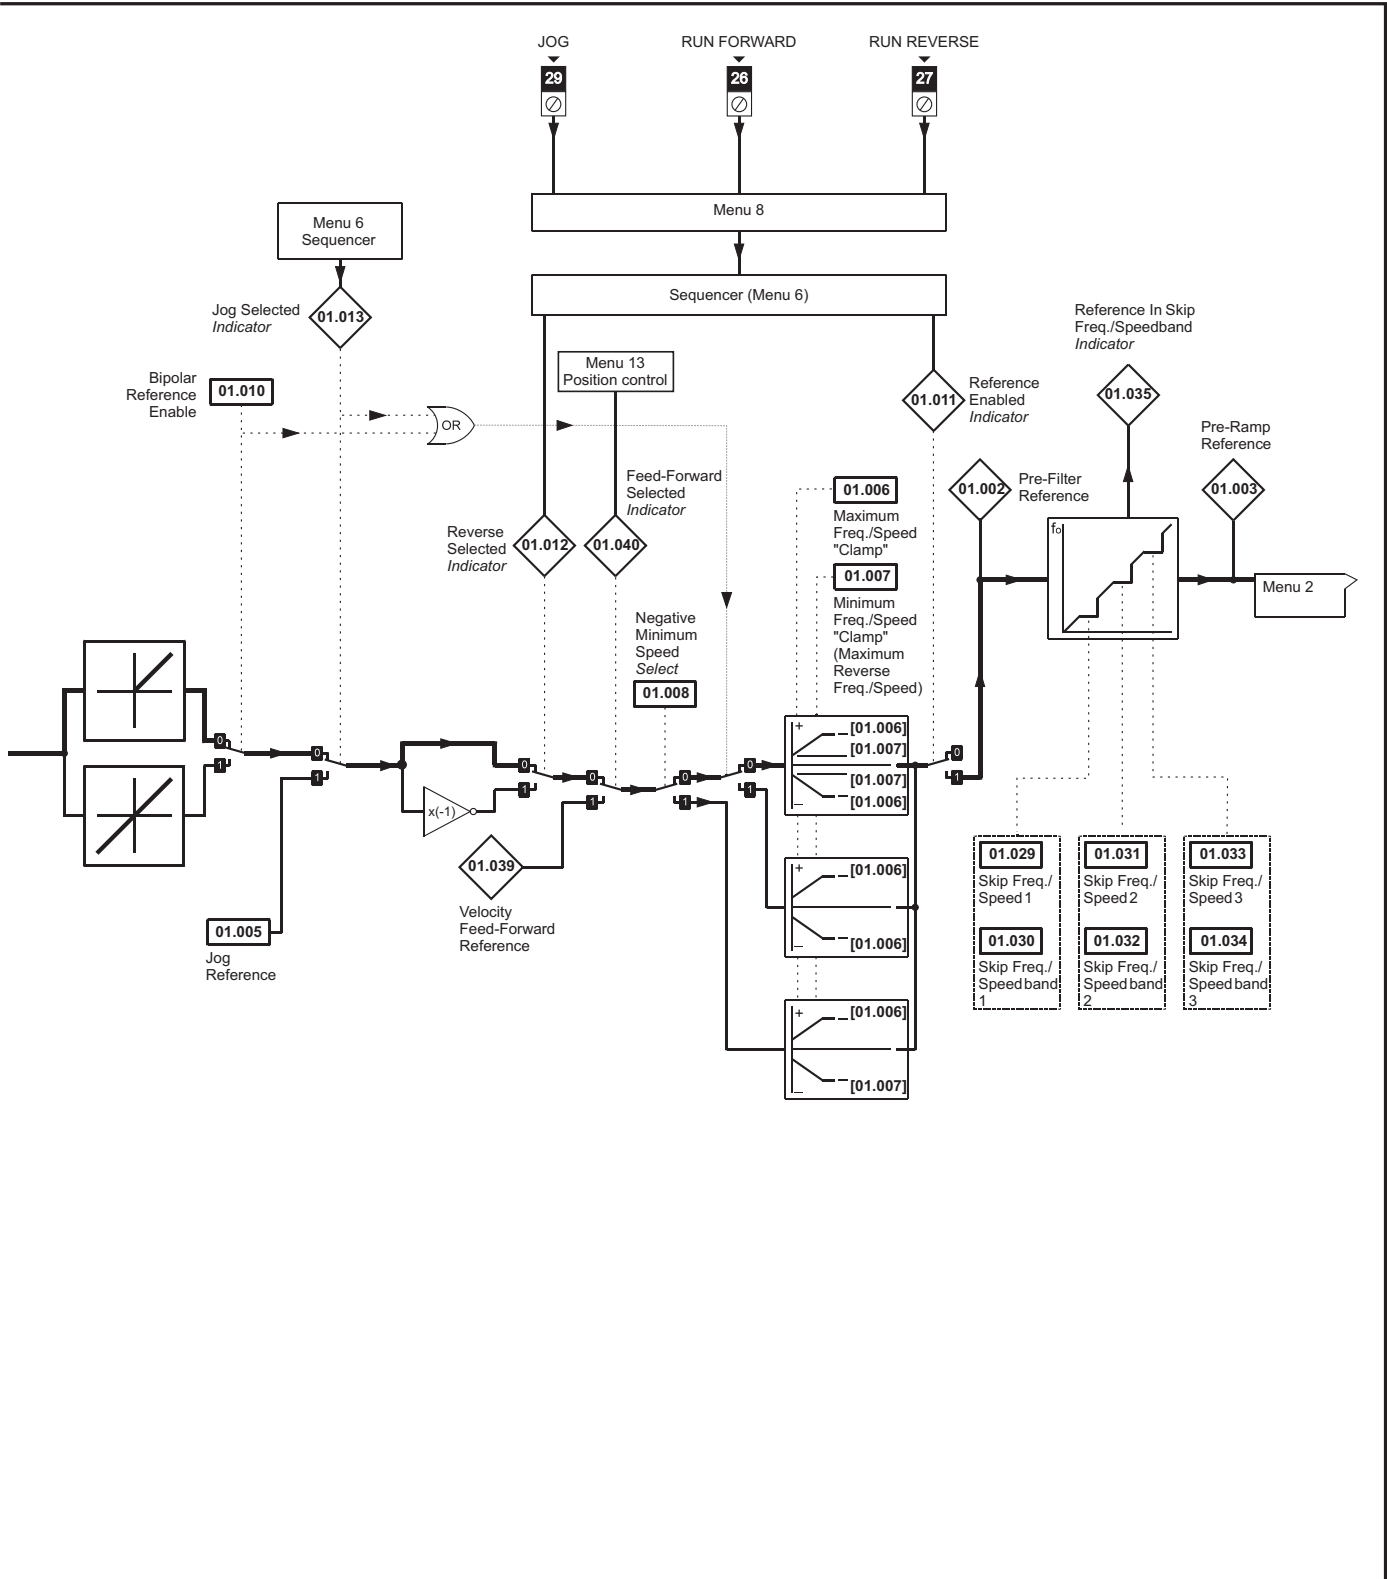 JOG
RUN FORWARD
RUN REVERSE
29
26
27
Menu 8
Menu 6
Sequencer
Sequencer (Menu 6)
Jog Selected
Indicator
01.013
Bipolar
Reference
Enable
01.010
OR
Menu 13
Position control
Reference In Skip
Freq./Speedband
Indicator
01.035
01.011
Reference
Enabled
Indicator
Pre-Ramp
Reference
01.003
01.002
Pre-Filter
Reference
Feed-Forward
Selected
Indicator
01.040
Reverse
Selected
Indicator
01.012
01.006
Maximum
Freq./Speed
"Clamp"
01.007
Minimum
Freq./Speed
"Clamp"
(Maximum
Reverse
Freq./Speed)
fo
Menu 2
Negative
Minimum
Speed
Select
01.008
0
1
0
1
x(-1)
0
1
0
1
0
1
0
1
+
[01.006]
[01.007]
[01.007]
[01.006]
–
0
1
01.039
Velocity
Feed-Forward
Reference
01.005
Jog
Reference
+
[01.006]
[01.006]
–
+
[01.006]
[01.007]
–
01.029
Skip Freq./
Speed 1
01.030
Skip Freq./
Speed band
1
01.031
Skip Freq./
Speed 2
01.032
Skip Freq./
Speed band
2
01.033
Skip Freq./
Speed 3
01.034
Skip Freq./
Speed band
3